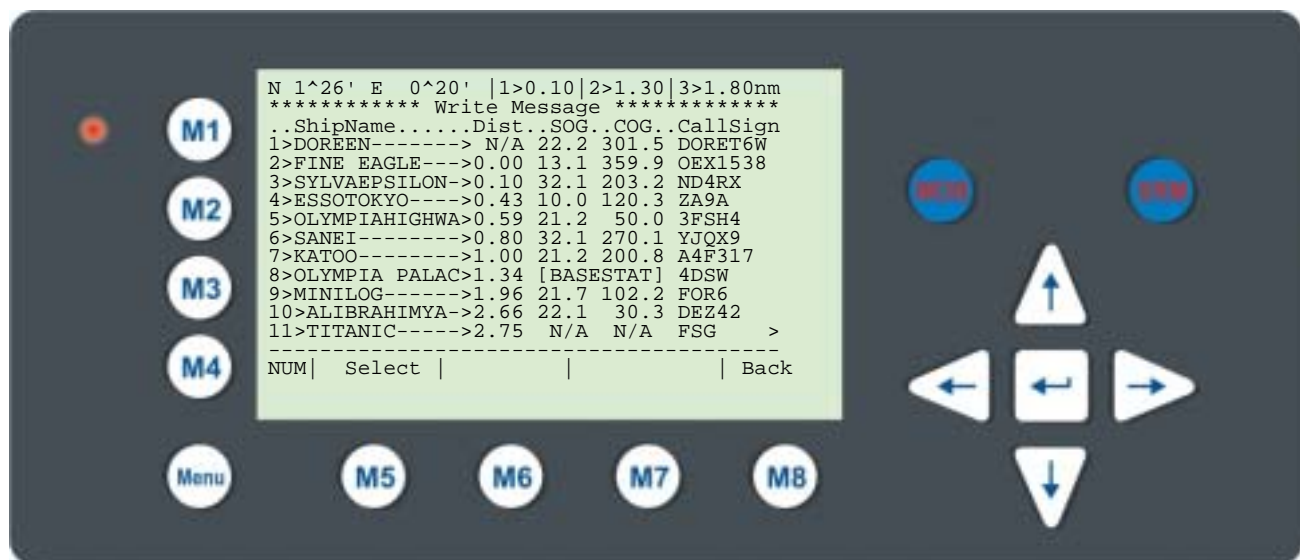 N 1^26' E  0^20' |1>0.10|2>1.30|3>1.80nm
************ Write Message *************
..ShipName......Dist..SOG..COG..CallSign
1>DOREEN-------> N/A 22.2 301.5 DORET6W
2>FINE EAGLE--->0.00 13.1 359.9 OEX1538
3>SYLVAEPSILON->0.10 32.1 203.2 ND4RX
4>ESSOTOKYO---->0.43 10.0 120.3 ZA9A
5>OLYMPIAHIGHWA>0.59 21.2  50.0 3FSH4
6>SANEI-------->0.80 32.1 270.1 YJQX9
7>KATOO-------->1.00 21.2 200.8 A4F317
8>OLYMPIA PALAC>1.34 [BASESTAT] 4DSW
9>MINILOG------>1.96 21.7 102.2 FOR6
10>ALIBRAHIMYA->2.66 22.1  30.3 DEZ42
11>TITANIC----->2.75  N/A  N/A  FSG    >
----------------------------------------
NUM|  Select |         |           | Back
M1
M2
M3
M4
Menu
M5
M6
M7
M8